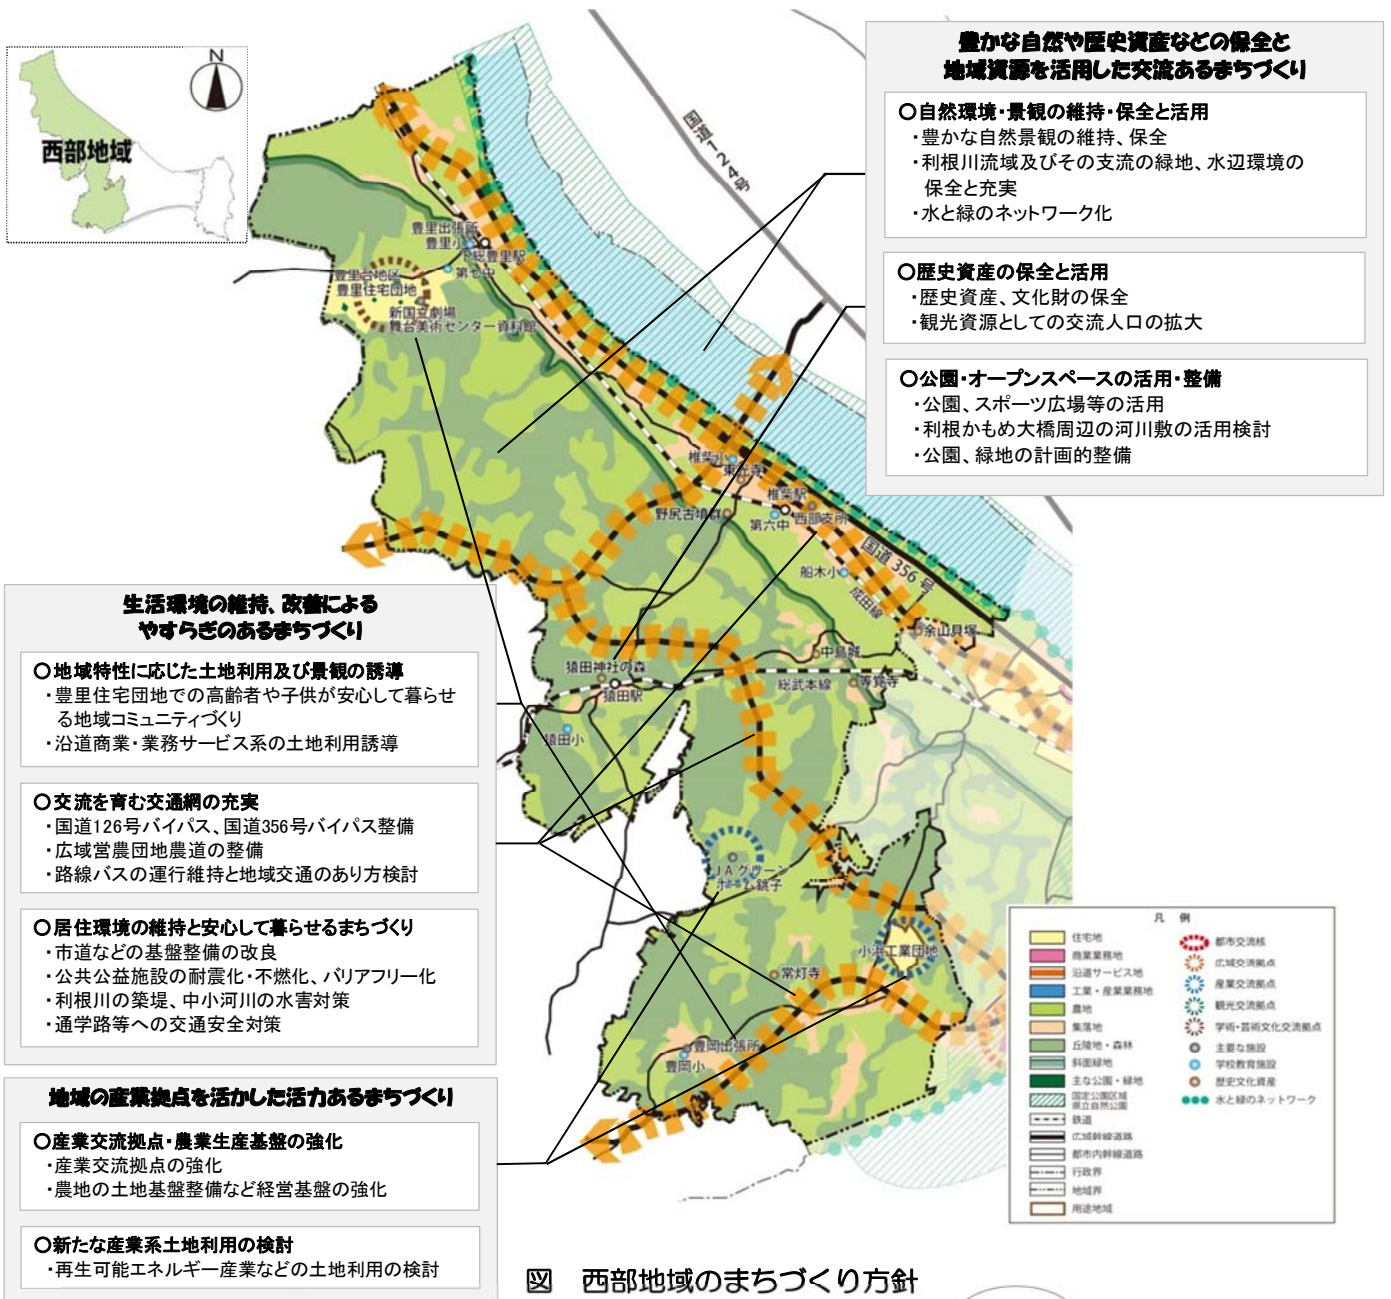 西部地域
N
国道124号
豊かな自然や歴史資産などの保全と
地域資源を活用した交流あるまちづくり
〇自然環境・景観の維持・保全と活用
・豊かな自然景観の維持、保全
・利根川流域及びその支流の緑地、水辺環境の
保全と充実
・水と緑のネットワーク化
〇歴史資産の保全と活用
・歴史資産、文化財の保全
・観光資源としての交流人口の拡大
〇公園・オープンスペースの活用・整備
・公園、スポーツ広場等の活用
・利根かもめ大橋周辺の河川敷の活用検討
・公園、緑地の計画的整備
豊里出張所
豊里小
下総豊里駅
第七中
豊里台地区
豊里住宅団地
新国立劇場
舞台美術センター資料館
椎柴小
東光寺
椎柴駅
野尻古墳群
第六中
西部支所
国道356号
船木小
成田線
余山貝塚
中島城
猿田神社の森
総武本線
等覚寺
猿田駅
猿田小
JAグリーン
ホーム銚子
小浜工業団地
常灯寺
豊岡出張所
豊岡小
生活環境の維持、改善による
やすらぎのあるまちづくり
〇地域特性に応じた土地利用及び景観の誘導
・豊里住宅団地での高齢者や子供が安心して暮らせ
る地域コミュニティづくり
・沿道商業・業務サービス系の土地利用誘導
〇交流を育む交通網の充実
・国道126号バイパス、国道356号バイパス整備
・広域営農団地農道の整備
・路線バスの運行維持と地域交通のあり方検討
〇居住環境の維持と安心して暮らせるまちづくり
・市道などの基盤整備の改良
・公共公益施設の耐震化・不燃化、バリアフリー化
・利根川の築堤、中小河川の水害対策
・通学路等への交通安全対策
地域の産業拠点を活かした活力あるまちづくり
〇産業交流拠点・農業生産基盤の強化
・産業交流拠点の強化
・農地の土地基盤整備など経営基盤の強化
〇新たな産業系土地利用の検討
・再生可能エネルギー産業などの土地利用の検討
凡 例
住宅地
商業業務地
沿道サービス地
工業・産業業務地
農地
集落地
丘陵地・森林
斜面緑地
主な公園・緑地
国定公園区域
県立自然公園
鉄道
広域幹線道路
都市内幹線道路
行政界
地域界
用途地域
都市交流核
広域交流拠点
産業交流拠点
観光交流拠点
学術・芸術文化交流拠点
主要な施設
学校教育施設
歴史文化資産
水と緑のネットワーク
図 西部地域のまちづくり方針